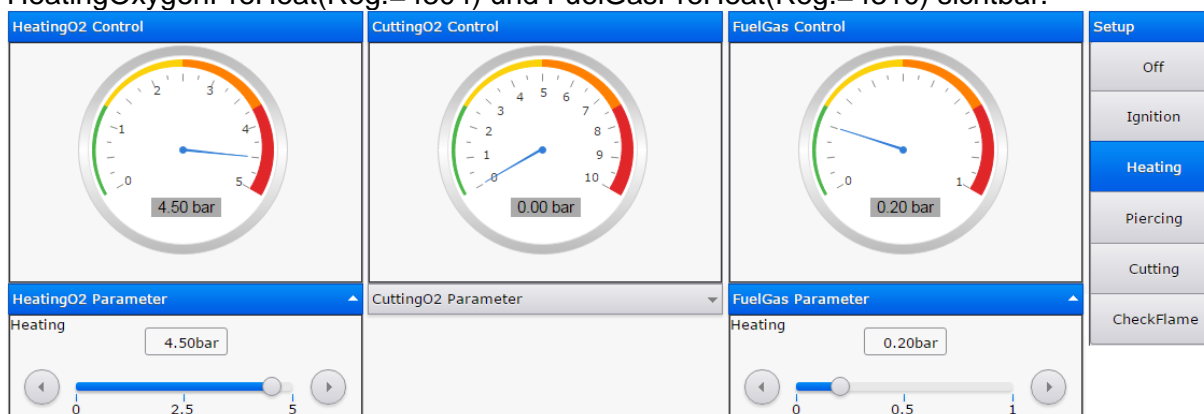 und sichtbar.
HeatingO2 Control
0
1
2
3
4
5
4.50 bar
HeatingO2 Parameter
Heating
4.50bar
0 2.5 5
CuttingO2 Control
0
1
2
3
4
5
6
7
8
9
10
0.00 bar
CuttingO2 Parameter
FuelGas Control
0
1
0.20 bar
FuelGas Parameter
Heating
0.20bar
0 0.5 1
Setup
Off
Ignition
Heating
Piercing
Cutting
CheckFlame